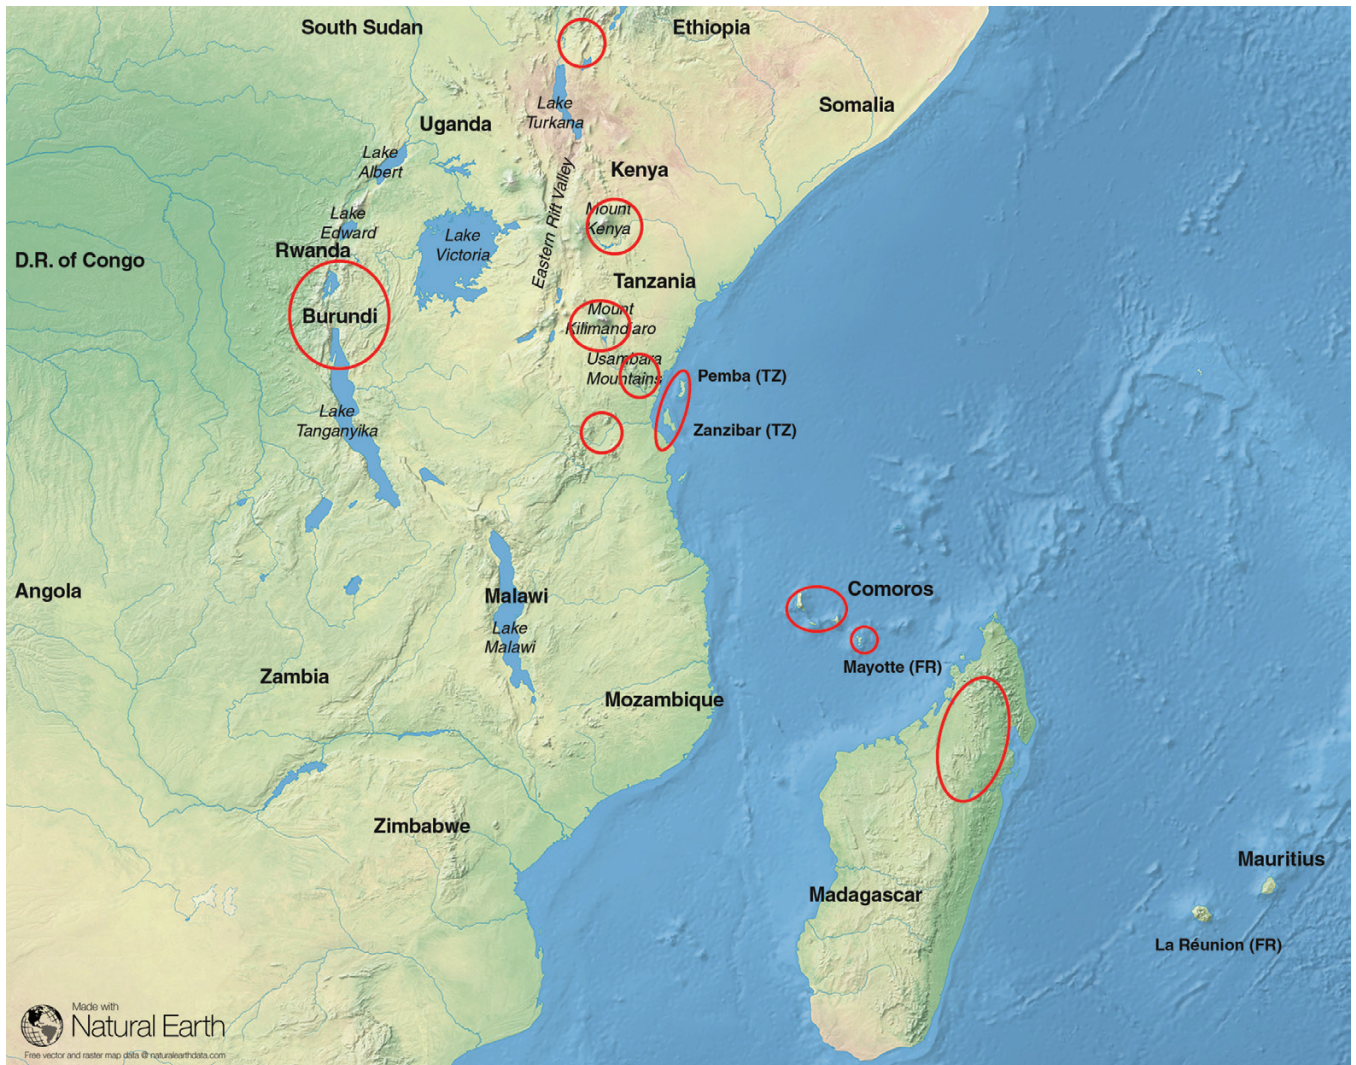 South Sudan
Ethiopia
Lake
Turkana
Somalia
Uganda
Lake
Albert
Kenya
Eastern Rift Valley
Mount
Kenya
Lake
Edward
Lake
Victoria
Rwanda
D.R. of Congo
Tanzania
Burundi
Mount
Kilimandjaro
Usambara
Mountains
Pemba (TZ)
Lake
Tanganyika
Zanzibar (TZ)
Angola
Malawi
Comoros
Lake
Malawi
Mayotte (FR)
Zambia
Mozambique
Zimbabwe
Mauritius
Madagascar
La Réunion (FR)
Made with
Natural Earth
Free vector and raster map data @ naturalearthdata.com